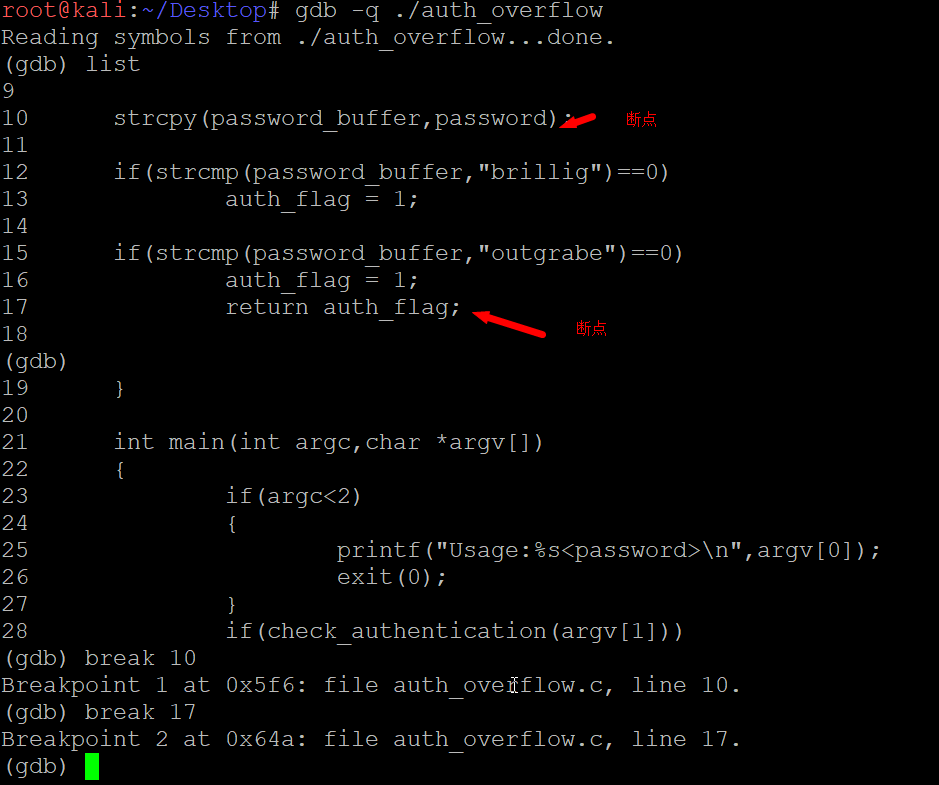 root@kali:~/Desktop# gdb -q ./auth_overflow
Reading symbols from ./auth_overflow...done.
(gdb) list
9
10      strcpy(password_buffer,password); 断点
11
12      if(strcmp(password_buffer,"brillig")==0)
13              auth_flag = 1;
14
15      if(strcmp(password_buffer,"outgrabe")==0)
16              auth_flag = 1;
17              return auth_flag;
断点
18
(gdb)
19      }
20
21      int main(int argc,char *argv[])
22      {
23              if(argc<2)
24              {
25                      printf("Usage:%s<password>\n",argv[0]);
26                      exit(0);
27              }
28              if(check_authentication(argv[1]))
(gdb) break 10
Breakpoint 1 at 0x5f6: file auth_overflow.c, line 10.
(gdb) break 17
Breakpoint 2 at 0x64a: file auth_overflow.c, line 17.
(gdb)